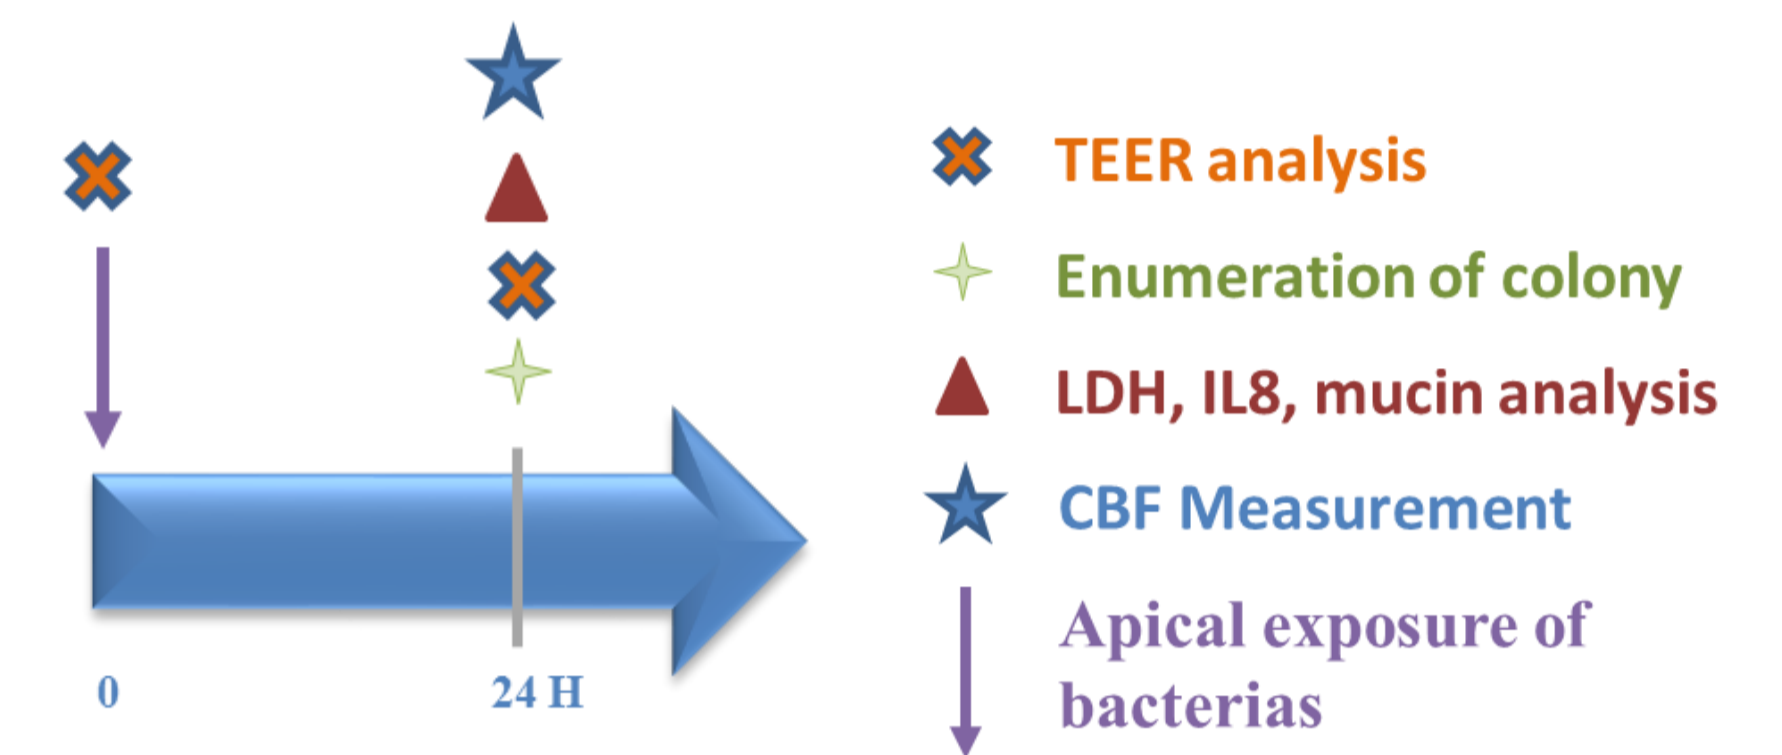 0
24 H
TEER analysis
Enumeration of colony
LDH, IL8, mucin analysis
CBF Measurement
Apical exposure of
bacterias